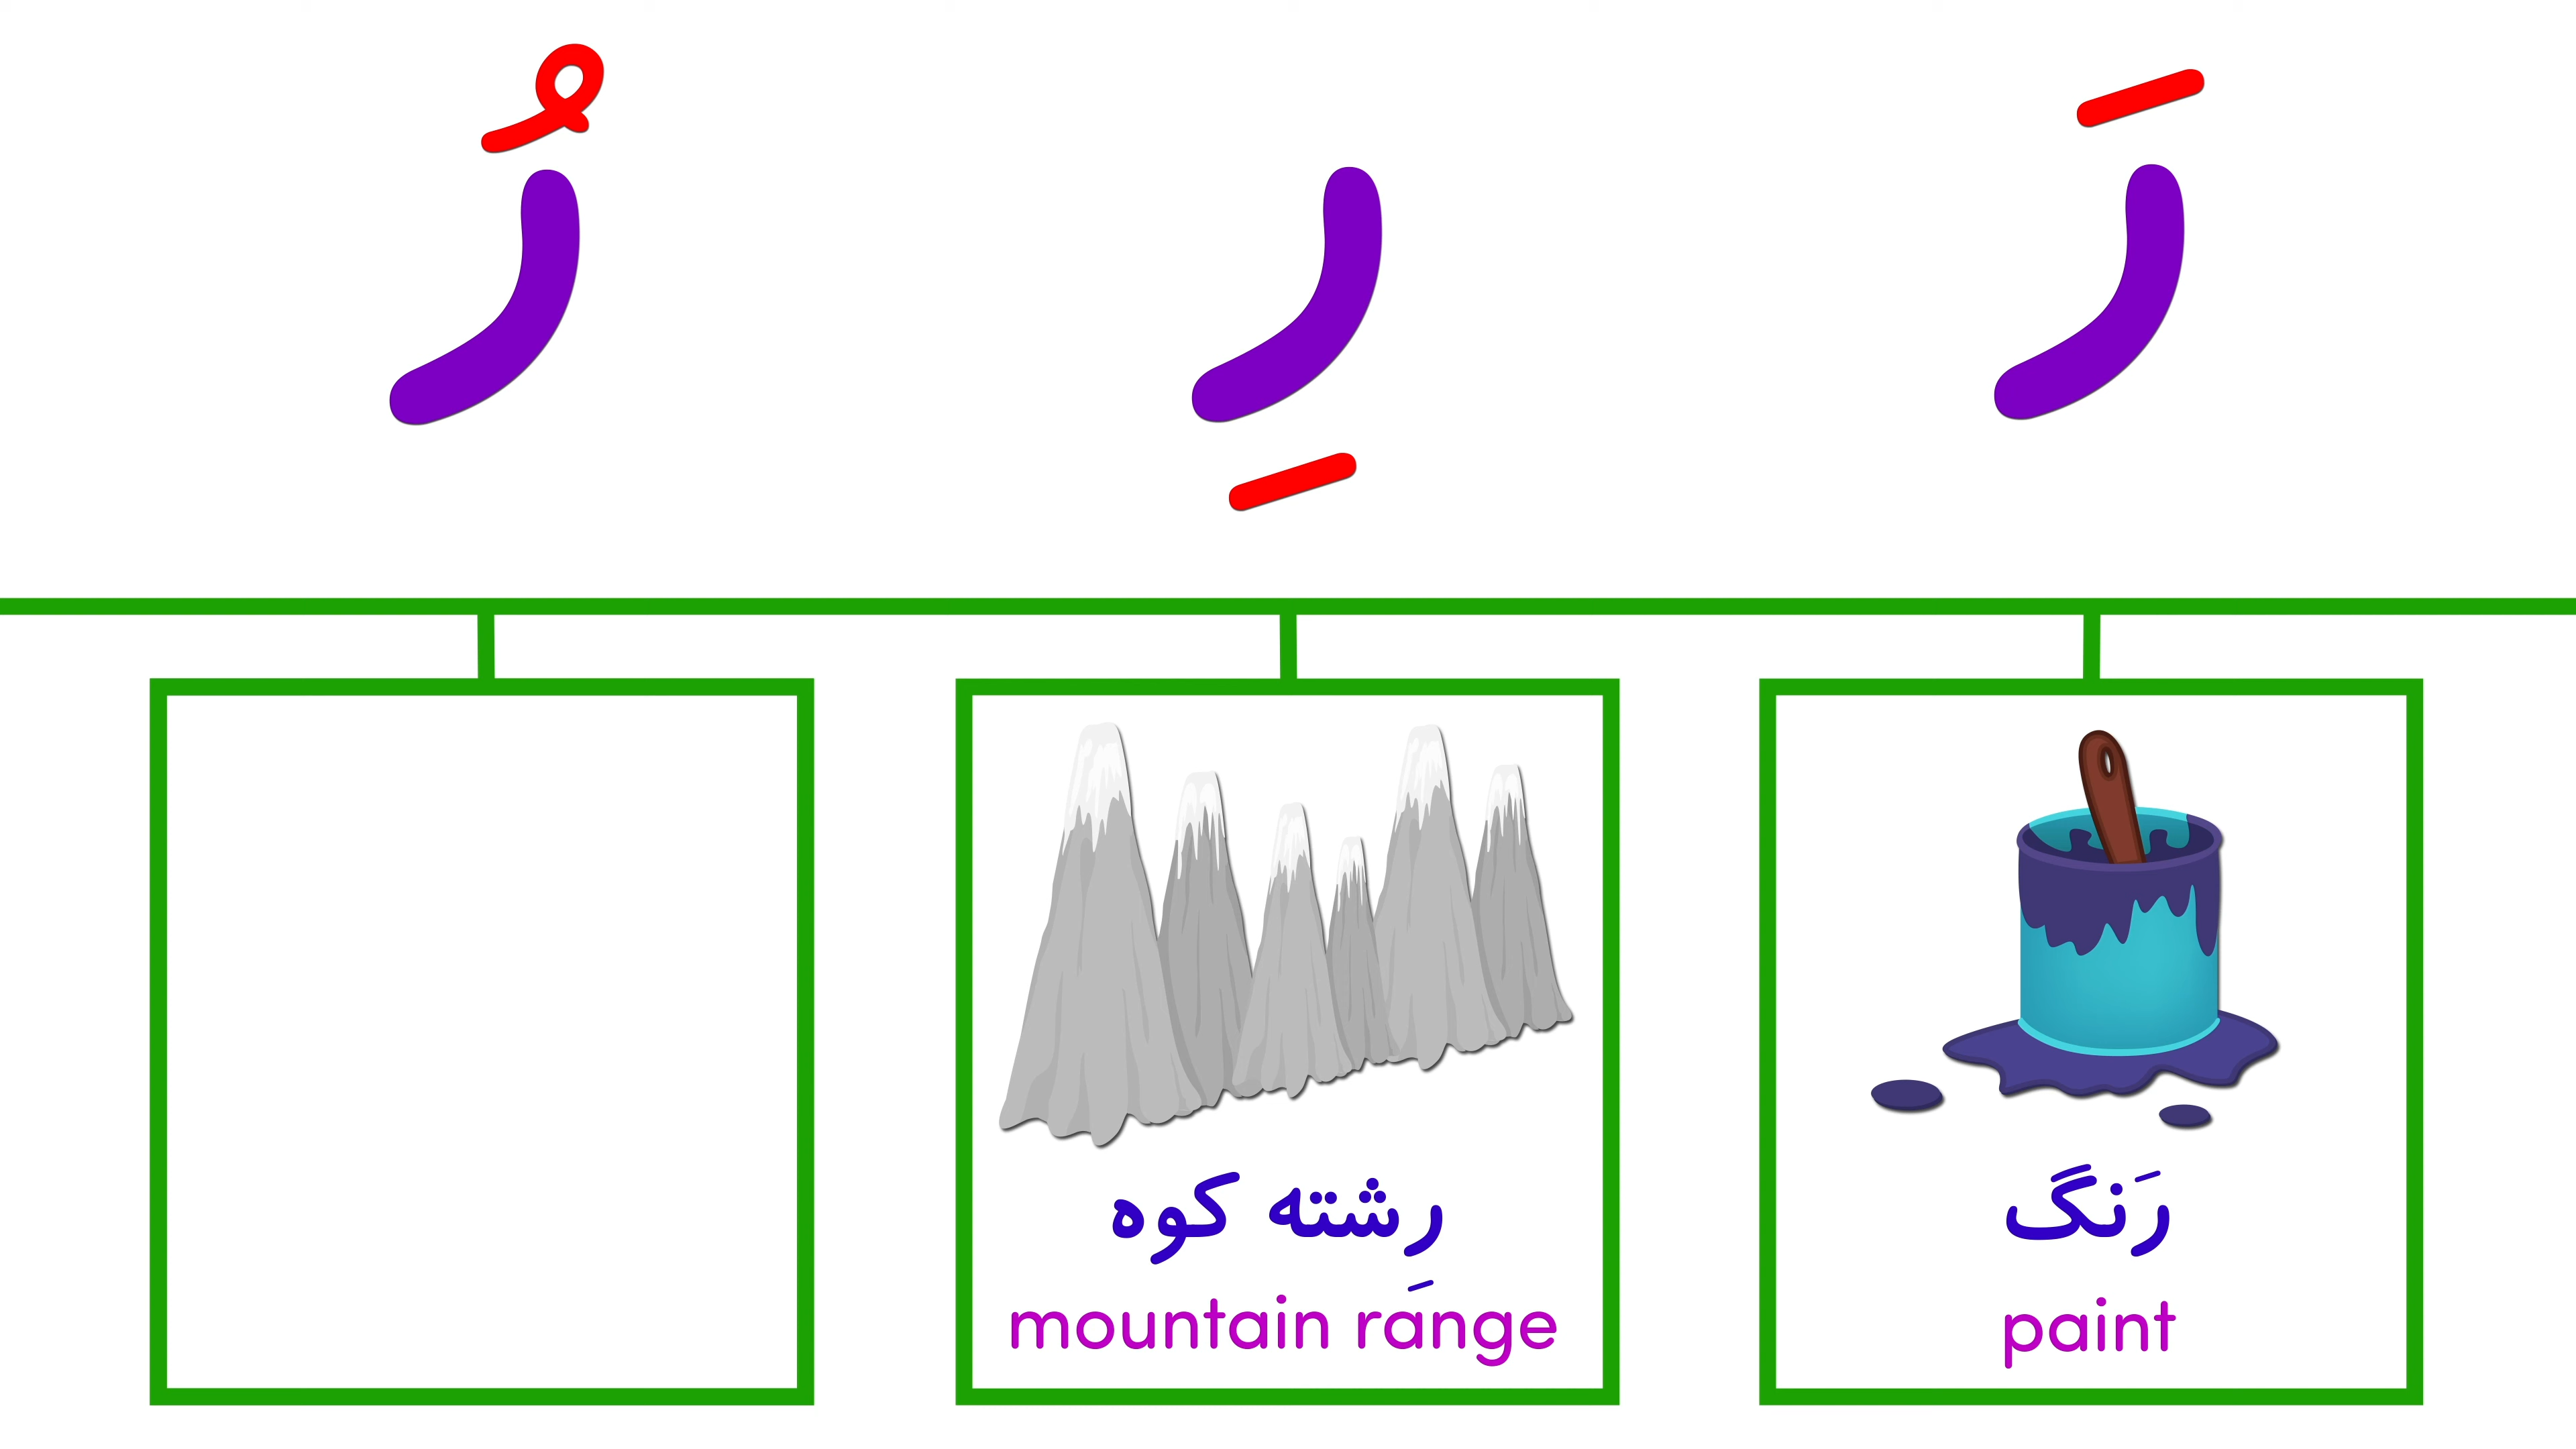 رَ رِ رُ
رَنگ
paint
رِشته کوه
mountain range